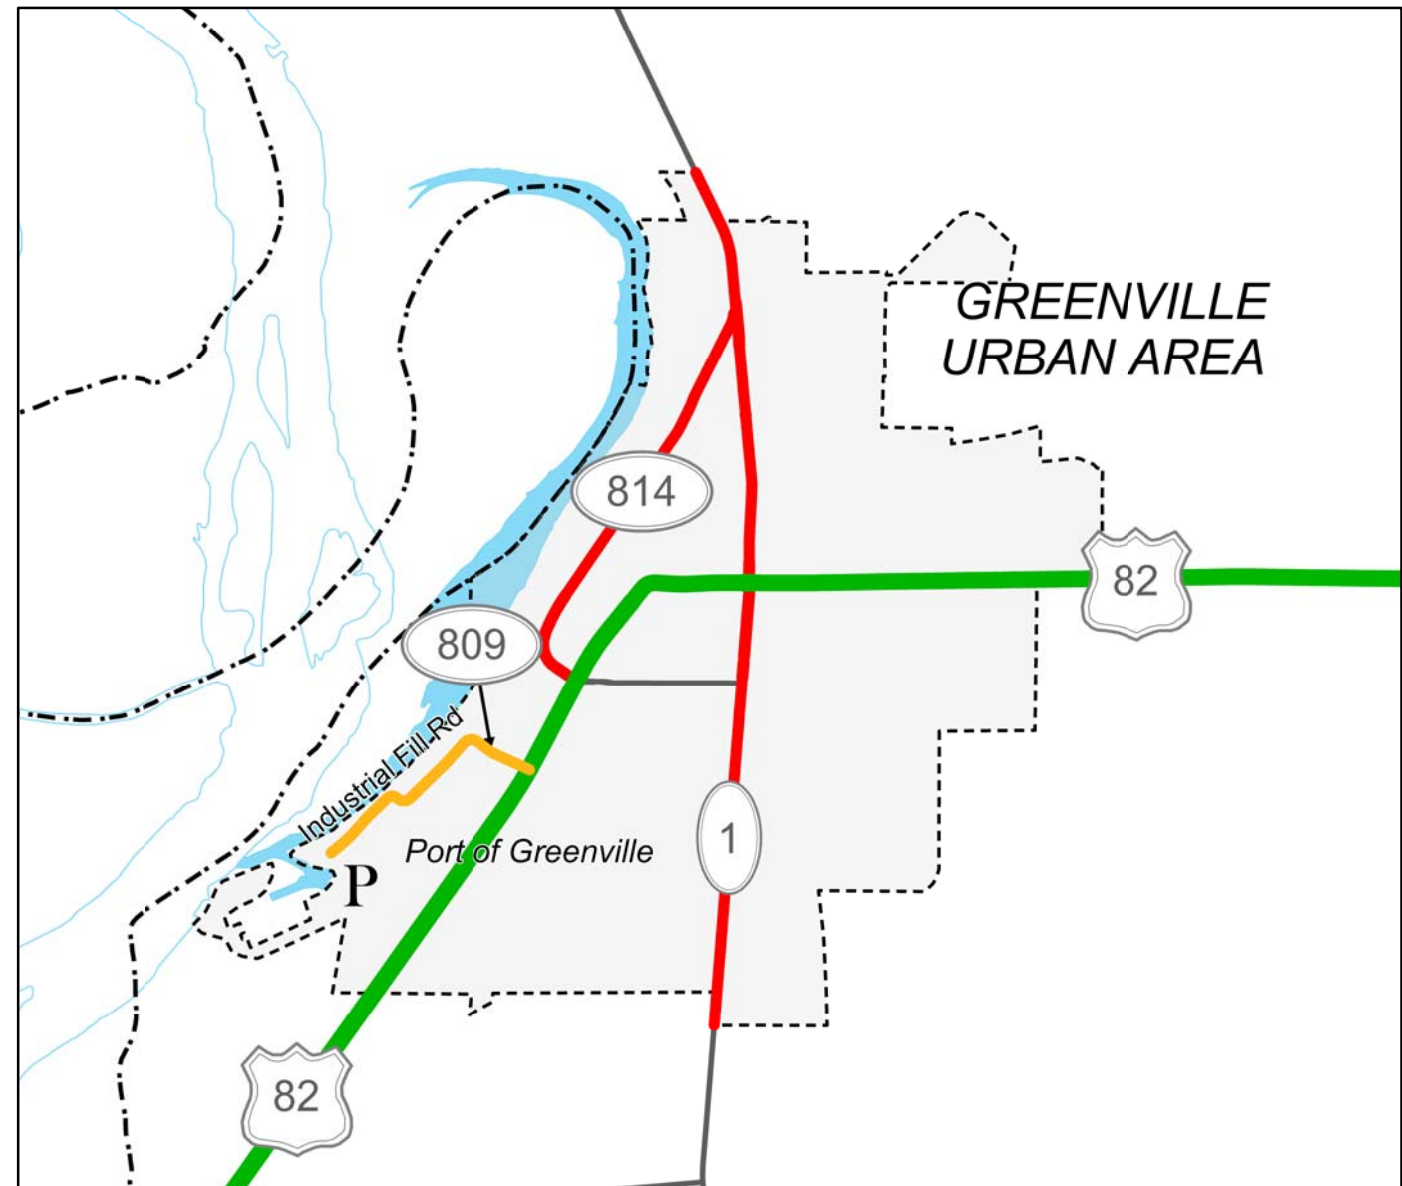 GREENVILLE
URBAN AREA
814
82
809
Industrial Fill Rd
1
Port of Greenville
P
82